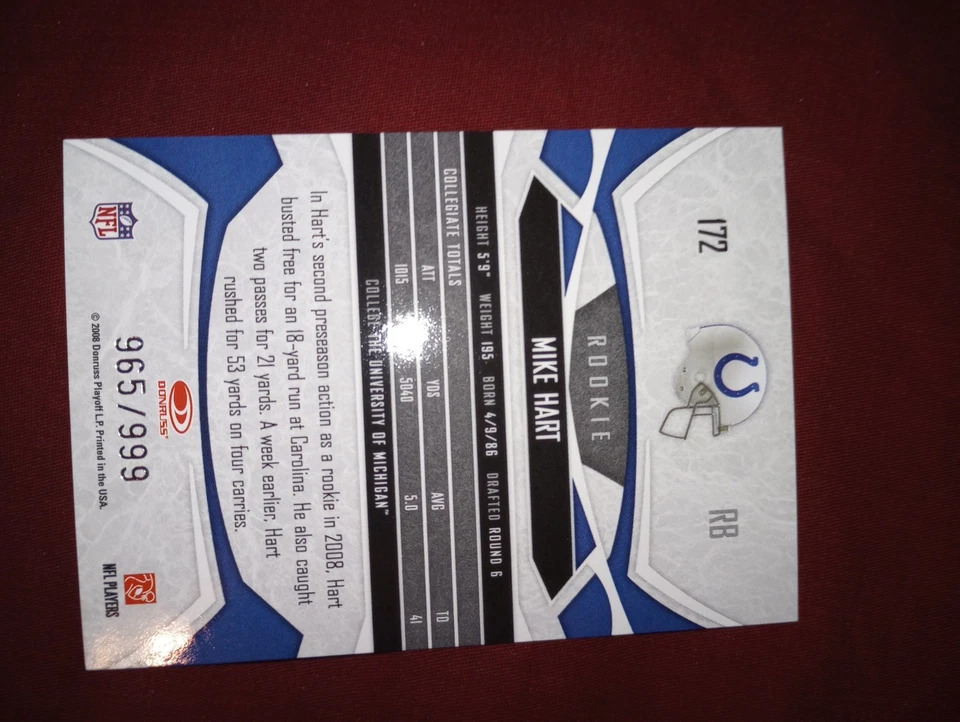 172
RB
ROOKIE
MIKE HART
HEIGHT 5'9" WEIGHT 195 BORN 4/9/86 DRAFTED ROUND 6
COLLEGIATE TOTALS
ATT YDS AVG TD
1015 5040 5.0 41
COLLEGE: THE UNIVERSITY OF MICHIGAN™
In Hart's second preseason action as a rookie in 2008, Hart
busted free for an 18-yard run at Carolina. He also caught
two passes for 21 yards. A week earlier, Hart
rushed for 53 yards on four carries.
NFL
DONRUSS
965/999
© 2008 Donruss Playoff L.P. Printed in the USA.
NFL PLAYERS